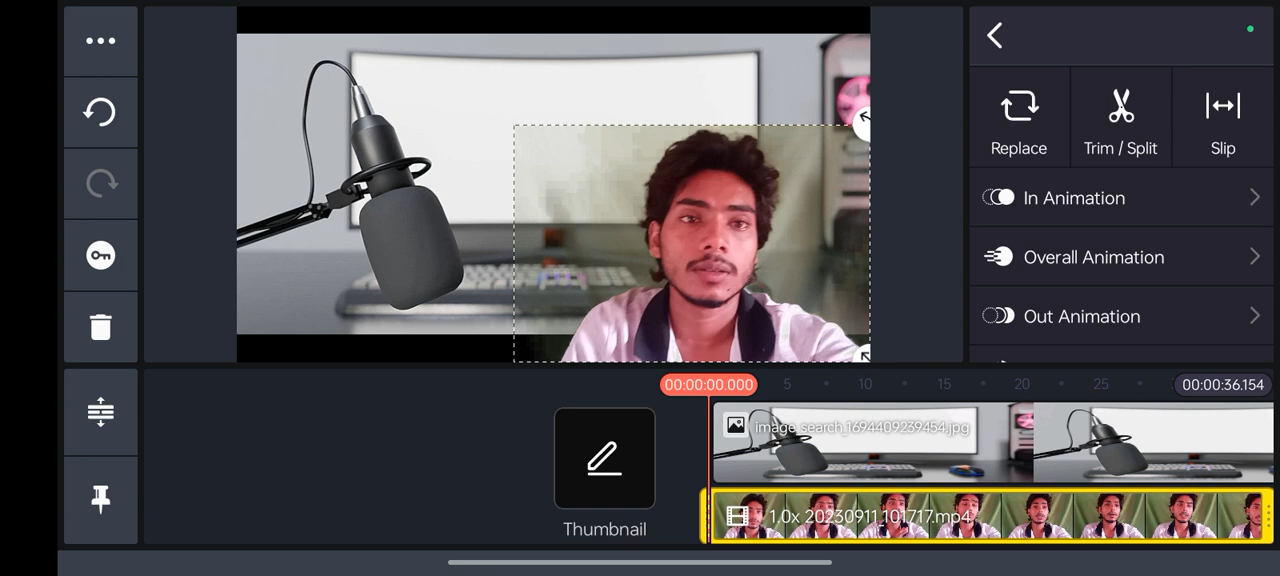 Replace
Trim / Split
Slip
In Animation
Overall Animation
Out Animation
00:00:00.000
5
10
15
20
25
00:00:36.154
image_search_1694409239454.jpg
1.0x 20230911_101717.mp4
Thumbnail